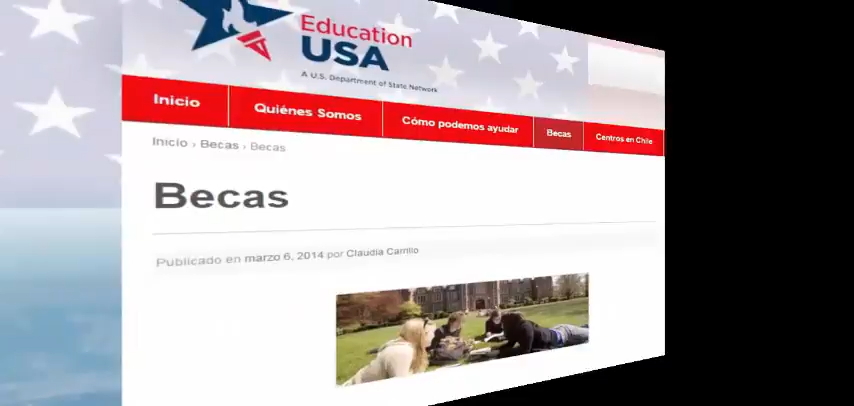 Education
USA
A U.S. Department of State Network
Inicio
Quiénes Somos
Cómo podemos ayudar
Becas
Centros en Chile
Inicio › Becas › Becas
Becas
Publicado en marzo 6, 2014 por Claudia Carrillo